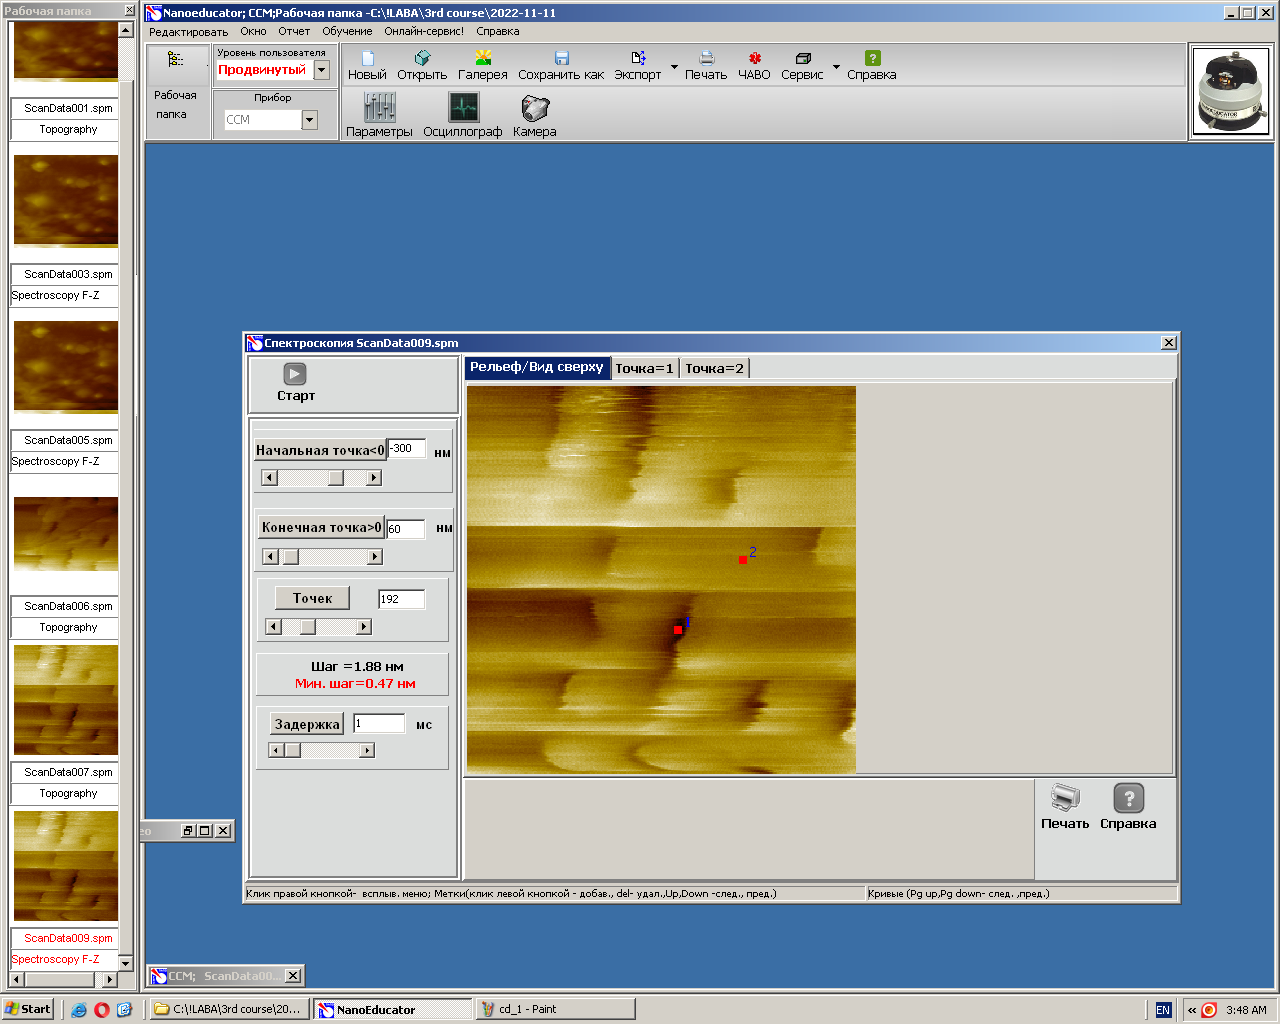 Рабочая папка
ScanData001.spm
Topography
ScanData003.spm
Spectroscopy F-Z
ScanData005.spm
Spectroscopy F-Z
ScanData006.spm
Topography
ScanData007.spm
Topography
ScanData009.spm
Spectroscopy F-Z
Nanoeducator; CCM;Рабочая папка -C:\!LABA\3rd course\2022-11-11
Редактировать Окно Отчет Обучение Онлайн-сервис! Справка
Рабочая
папка
Уровень пользователя
Продвинутый
Прибор
CCM
Новый Открыть Галерея Сохранить как Экспорт Печать ЧАВО Сервис Справка
Параметры Осциллограф Камера
Спектроскопия ScanData009.spm
Старт
Начальная точка<0 -300 нм
Конечная точка>0 60 нм
Точек 192
Шаг =1.88 нм
Мин. шаг=0.47 нм
Задержка 1 мс
Рельеф/Вид сверху Точка=1 Точка=2
2
1
Печать Справка
Клик правой кнопкой- всплыв. меню; Метки(клик левой кнопкой - добав., del- удал.,Up,Down -след., пред.)
Кривые (Pg up,Pg down- след. ,пред.)
ео
CCM; ScanData00...
Start
C:\!LABA\3rd course\20...
NanoEducator
cd_1 - Paint
EN
3:48 AM